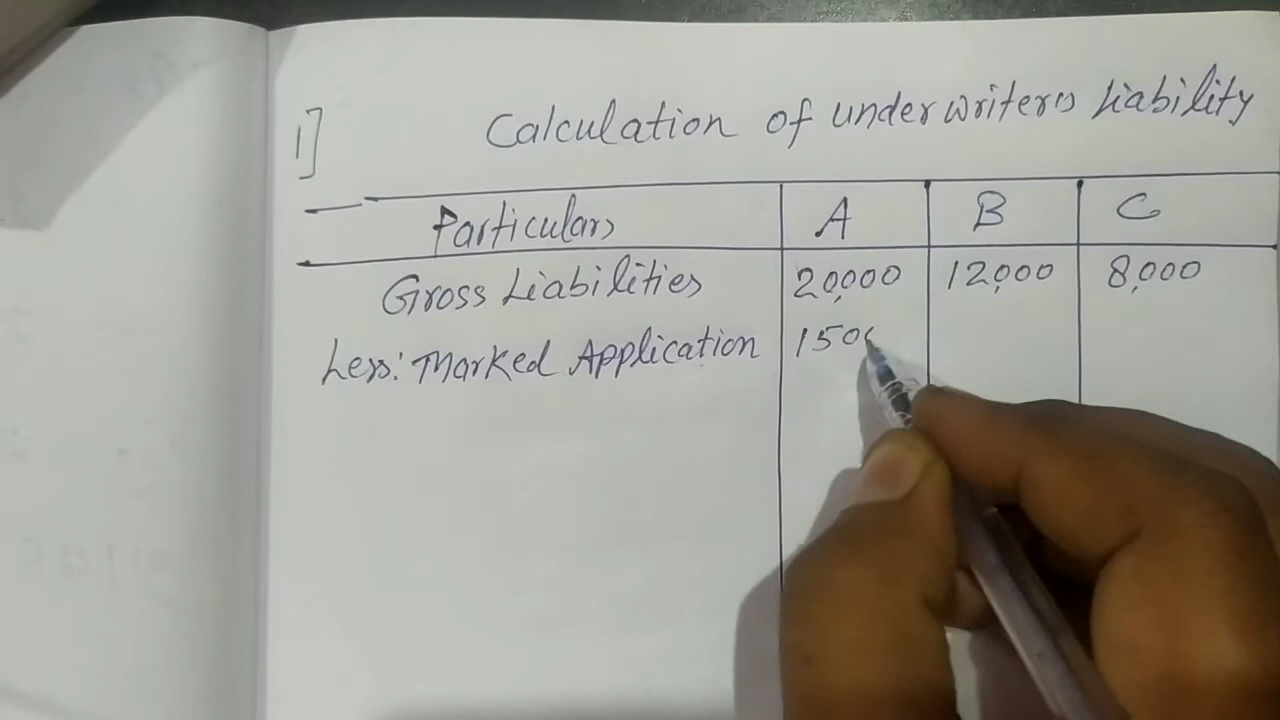 1] Calculation of underwriters Liability
Particulars A B C
Gross Liabilities 20,000 12,000 8,000
Less: Marked Application 150